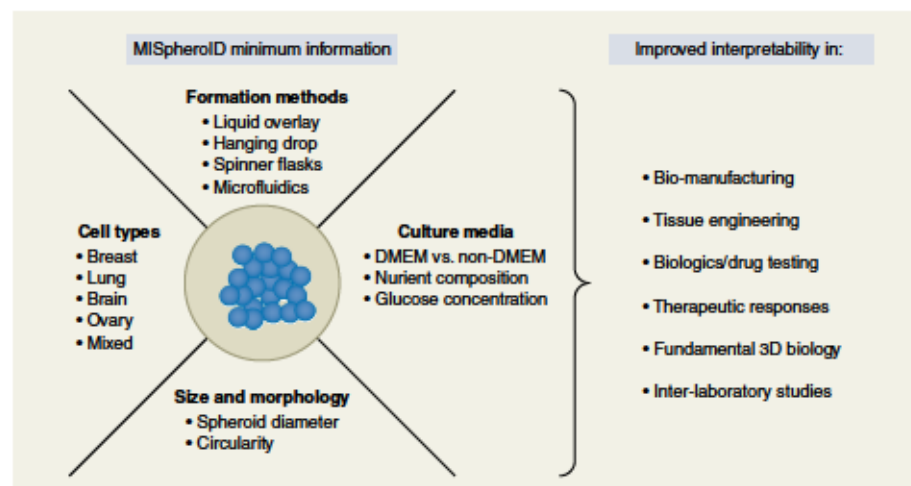 MISpheroID minimum information
Improved interpretability in:
Formation methods
• Liquid overlay
• Hanging drop
• Spinner flasks
• Microfluidics
Cell types
• Breast
• Lung
• Brain
• Ovary
• Mixed
Culture media
• DMEM vs. non-DMEM
• Nurient composition
• Glucose concentration
Size and morphology
• Spheroid diameter
• Circularity
• Bio-manufacturing
• Tissue engineering
• Biologics/drug testing
• Therapeutic responses
• Fundamental 3D biology
• Inter-laboratory studies